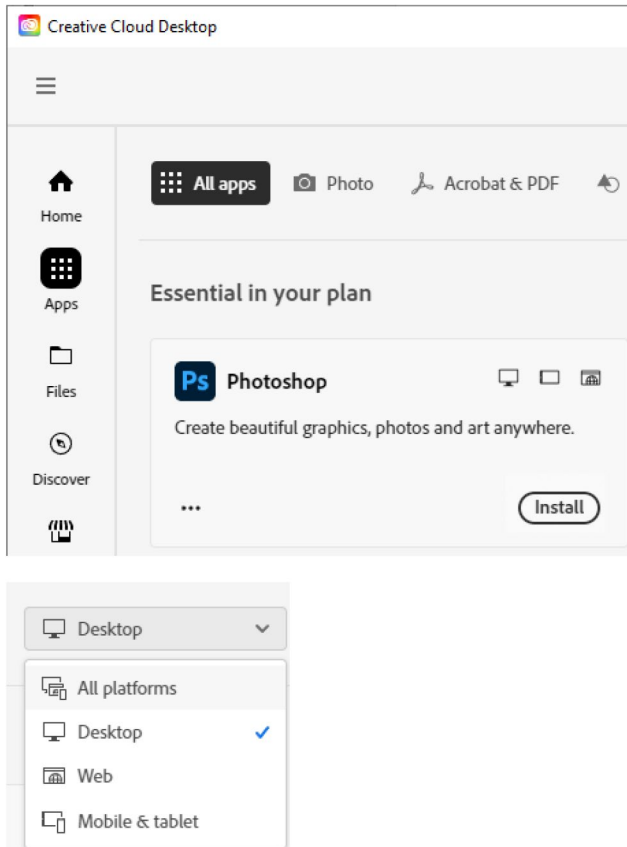 Creative Cloud Desktop
All apps Photo Acrobat & PDF
Home
Apps
Essential in your plan
Files
Ps Photoshop
Create beautiful graphics, photos and art anywhere.
Discover
Install
Desktop
All platforms
Desktop
Web
Mobile & tablet